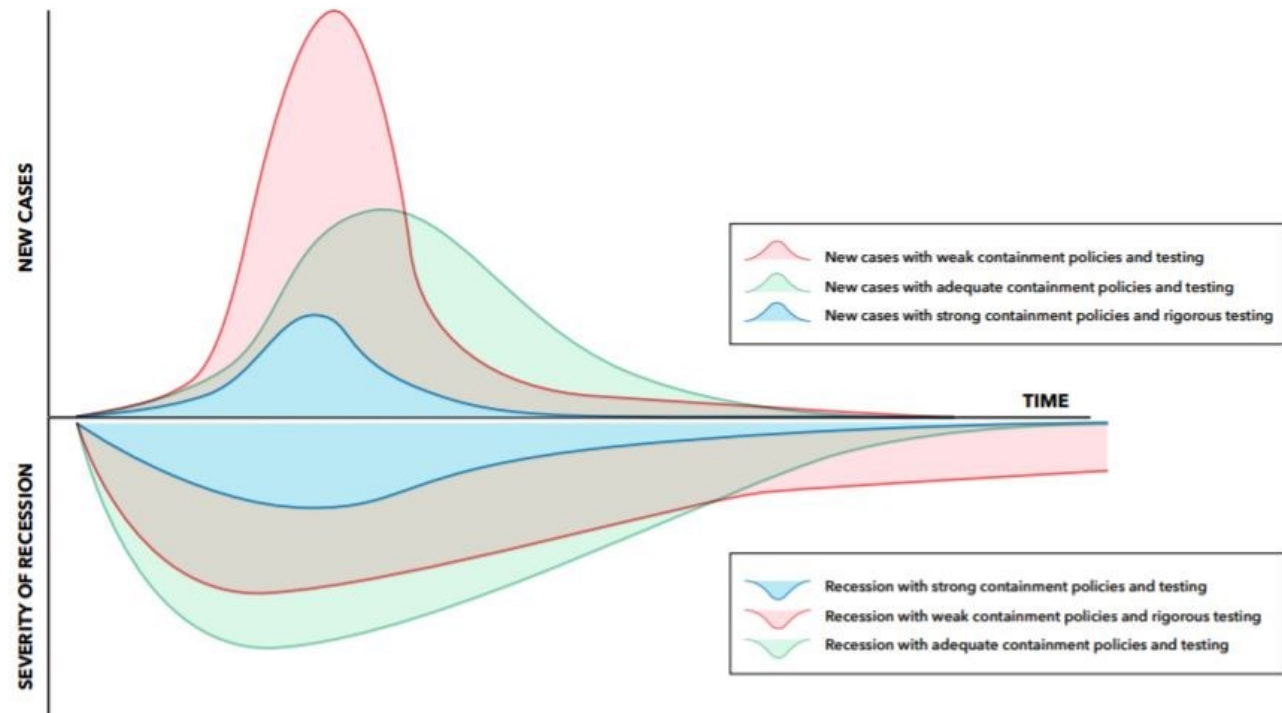 NEW CASES
New cases with weak containment policies and testing
New cases with adequate containment policies and testing
New cases with strong containment policies and rigorous testing
TIME
SEVERITY OF RECESSION
Recession with strong containment policies and testing
Recession with weak containment policies and rigorous testing
Recession with adequate containment policies and testing